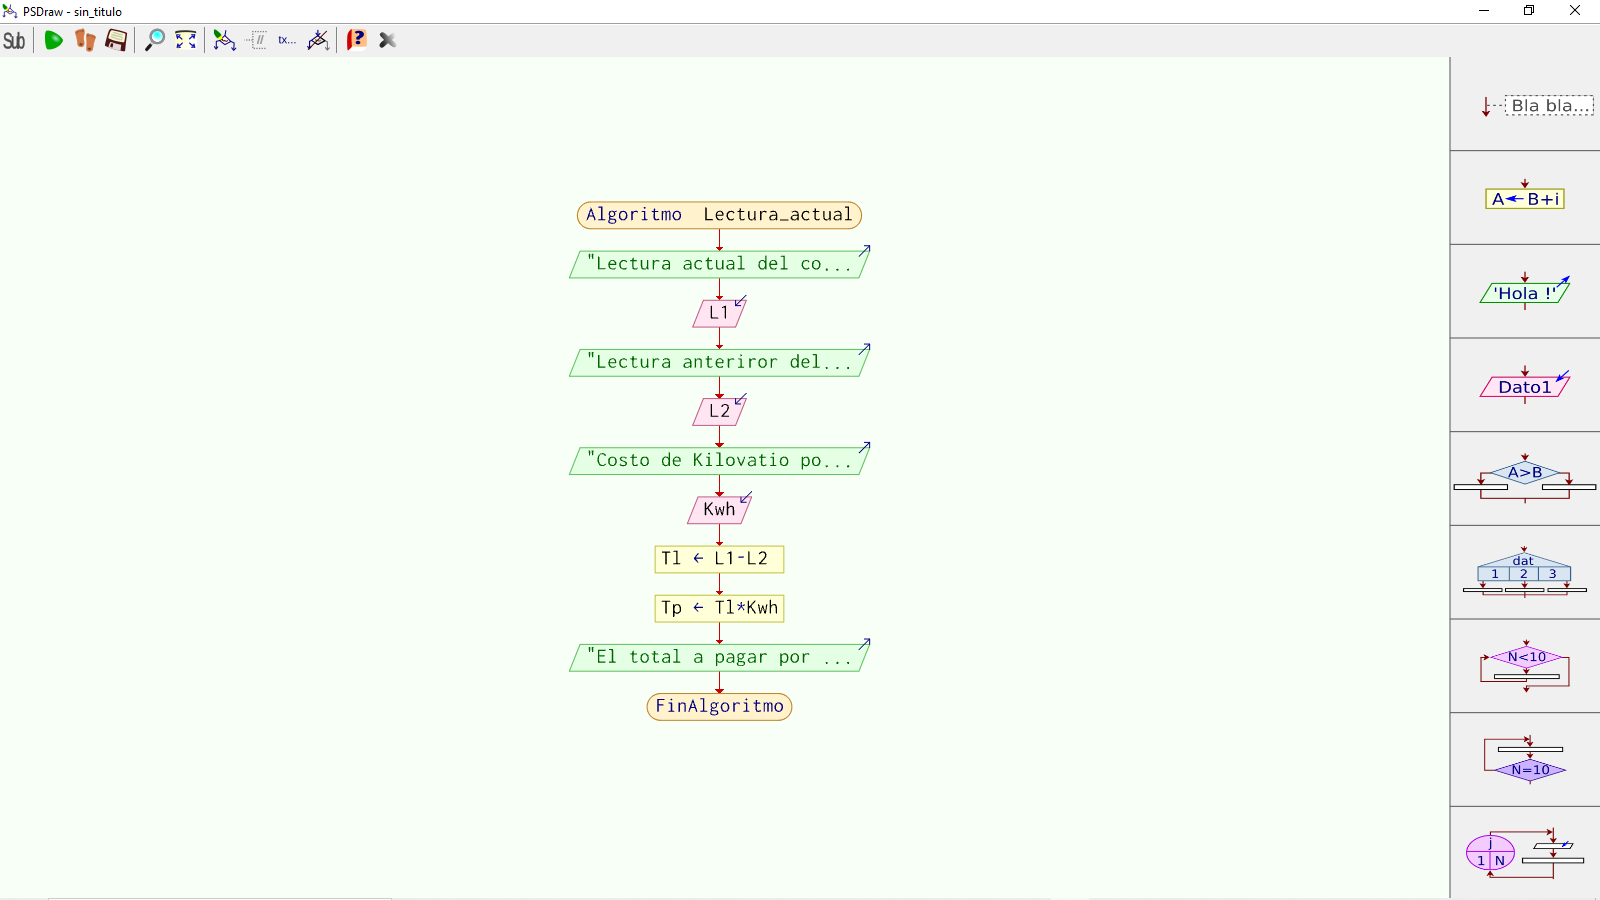 PSDraw - sin_titulo
Sub
//
tx...
?
Algoritmo Lectura_actual
"Lectura actual del co...
L1
"Lectura anteriror del...
L2
"Costo de Kilovatio po...
Kwh
Tl ← L1-L2
Tp ← Tl*Kwh
"El total a pagar por ...
FinAlgoritmo
Bla bla...
A← B+i
'Hola !'
Dato1
A>B
dat
1 2 3
N<10
N=10
j
1 N